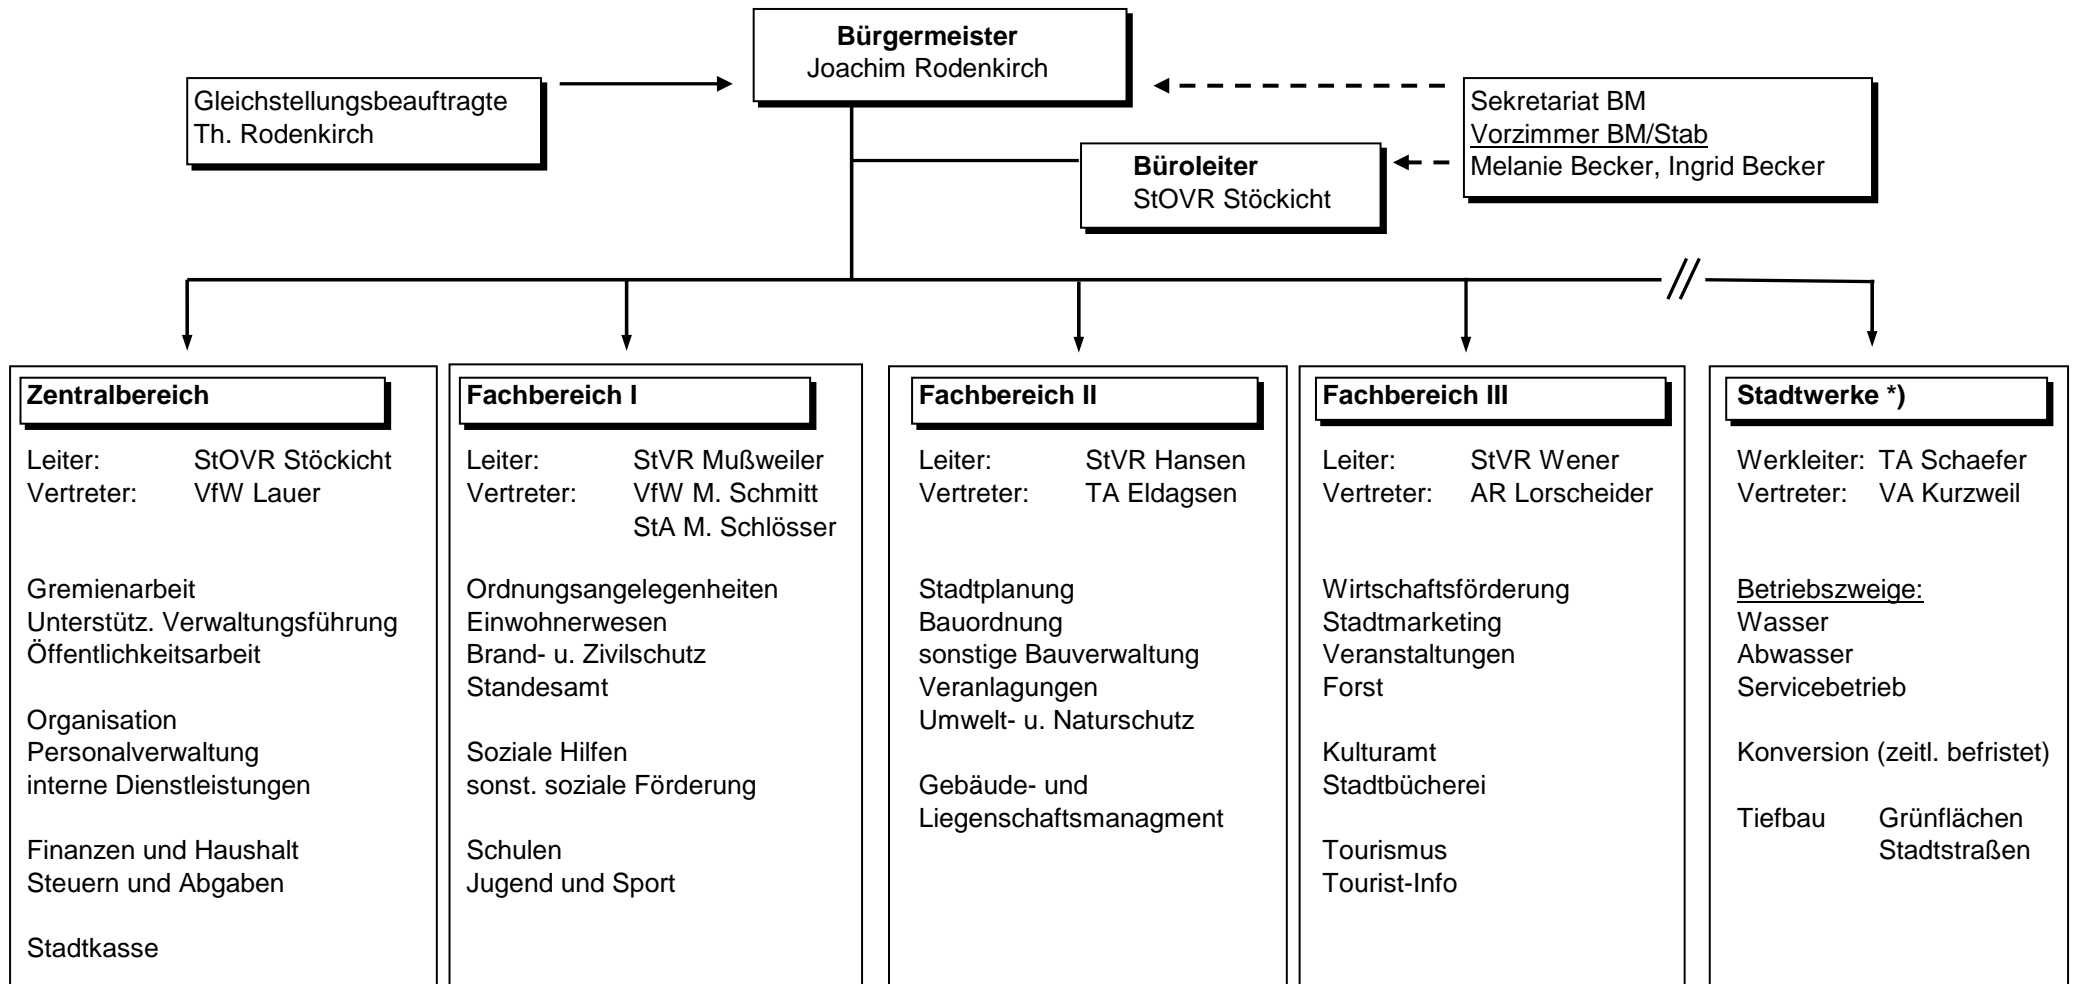 Bürgermeister
Joachim Rodenkirch
Gleichstellungsbeauftragte
Th. Rodenkirch
Sekretariat BM
Vorzimmer BM/Stab
Melanie Becker, Ingrid Becker
Büroleiter
StOVR Stöckicht
Zentralbereich
Leiter: StOVR Stöckicht
Vertreter: VfW Lauer
Gremienarbeit
Unterstütz. Verwaltungsführung
Öffentlichkeitsarbeit
Organisation
Personalverwaltung
interne Dienstleistungen
Finanzen und Haushalt
Steuern und Abgaben
Stadtkasse
Fachbereich I
Leiter: StVR Mußweiler
Vertreter: VfW M. Schmitt
StA M. Schlösser
Ordnungsangelegenheiten
Einwohnerwesen
Brand- u. Zivilschutz
Standesamt
Soziale Hilfen
sonst. soziale Förderung
Schulen
Jugend und Sport
Fachbereich II
Leiter: StVR Hansen
Vertreter: TA Eldagsen
Stadtplanung
Bauordnung
sonstige Bauverwaltung
Veranlagungen
Umwelt- u. Naturschutz
Gebäude- und
Liegenschaftsmanagment
Fachbereich III
Leiter: StVR Wener
Vertreter: AR Lorscheider
Wirtschaftsförderung
Stadtmarketing
Veranstaltungen
Forst
Kulturamt
Stadtbücherei
Tourismus
Tourist-Info
Stadtwerke *)
Werkleiter: TA Schaefer
Vertreter: VA Kurzweil
Betriebszweige:
Wasser
Abwasser
Servicebetrieb
Konversion (zeitl. befristet)
Tiefbau Grünflächen
Stadtstraßen